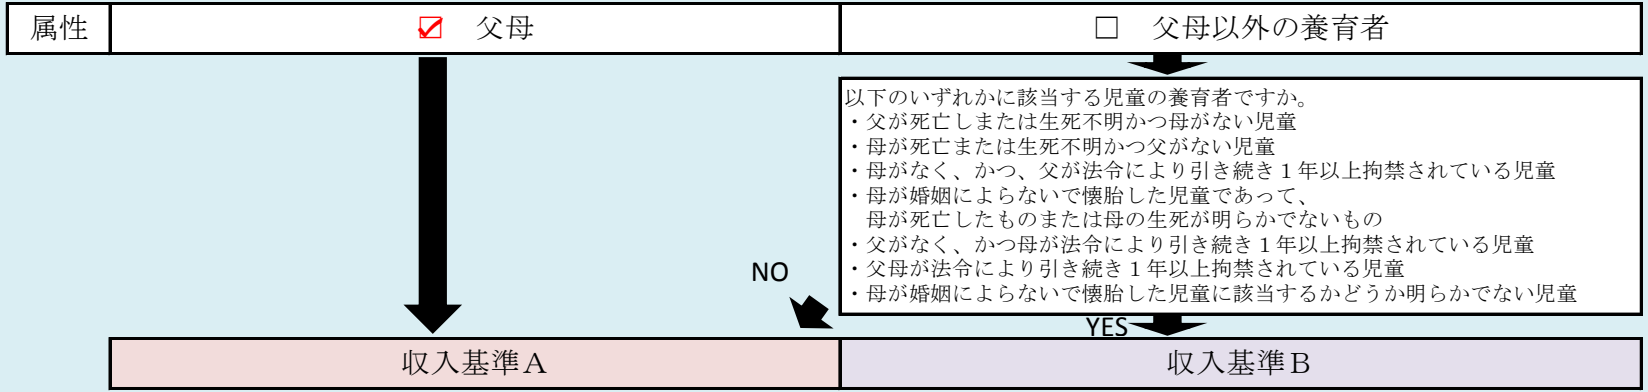 属性
☑ 父母
□ 父母以外の養育者
以下のいずれかに該当する児童の養育者ですか。
・父が死亡しまたは生死不明かつ母がない児童
・母が死亡または生死不明かつ父がない児童
・母がなく、かつ、父が法令により引き続き１年以上拘禁されている児童
・母が婚姻によらないで懐胎した児童であって、
母が死亡したものまたは母の生死が明らかでないもの
・父がなく、かつ母が法令により引き続き１年以上拘禁されている児童
・父母が法令により引き続き１年以上拘禁されている児童
・母が婚姻によらないで懐胎した児童に該当するかどうか明らかでない児童
NO
YES
収入基準Ａ
収入基準Ｂ